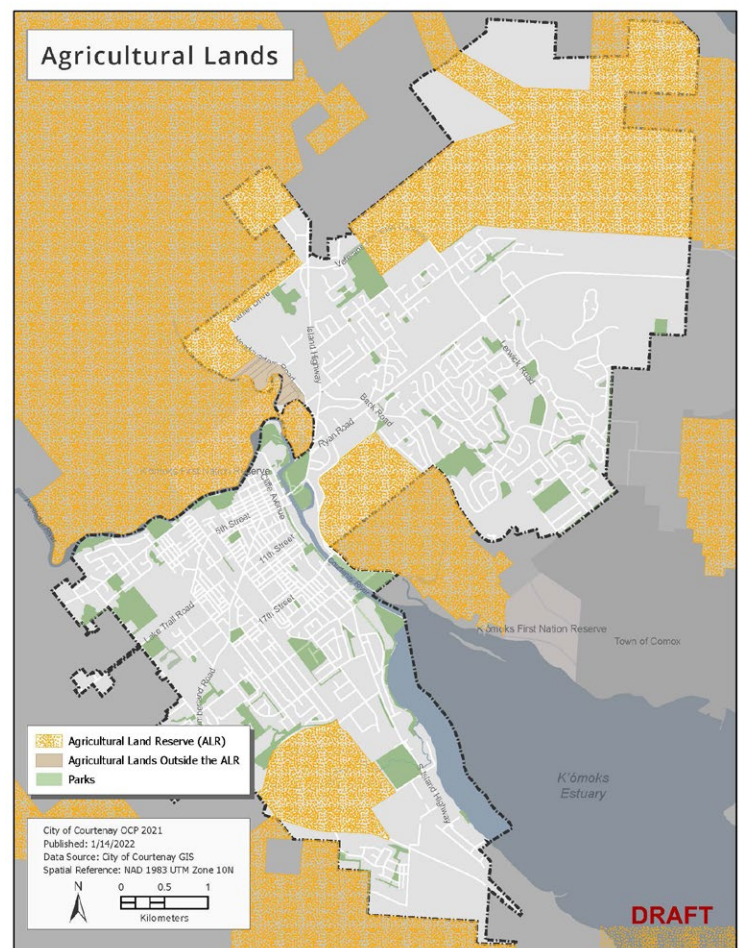 Agricultural Lands
Island Highway
Lerwick Road
Back Road
Ryan Road
K'ómoks First Nation Reserve
Cliffe Avenue
5th Street
11th Street
17th Street
Lake Trail Road
K'ómoks First Nation Reserve
Town of Comox
Island Highway
K'ómoks
Estuary
Agricultural Land Reserve (ALR)
Agricultural Lands Outside the ALR
Parks
City of Courtenay OCP 2021
Published: 1/14/2022
Data Source: City of Courtenay GIS
Spatial Reference: NAD 1983 UTM Zone 10N
N
0 0.5 1
Kilometers
DRAFT